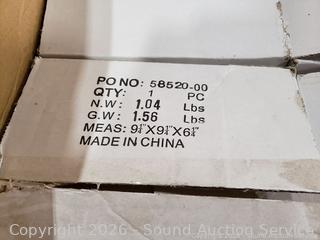 PO NO: 58520-00
QTY: 1 PC
N.W: 1.04 Lbs
G.W: 1.56 Lbs
MEAS: 9¼"X9¼"X6¼"
MADE IN CHINA
Copyright 2026 - Sound Auction Service